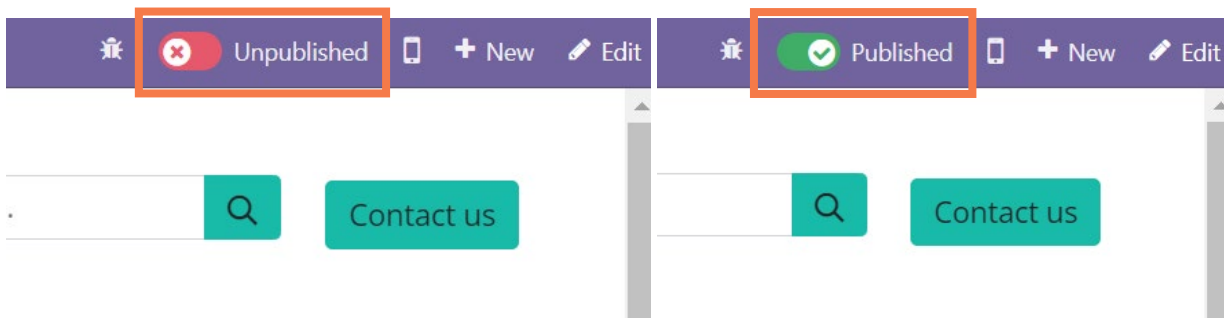 Unpublished + New Edit
. Contact us
Published + New Edit
Contact us